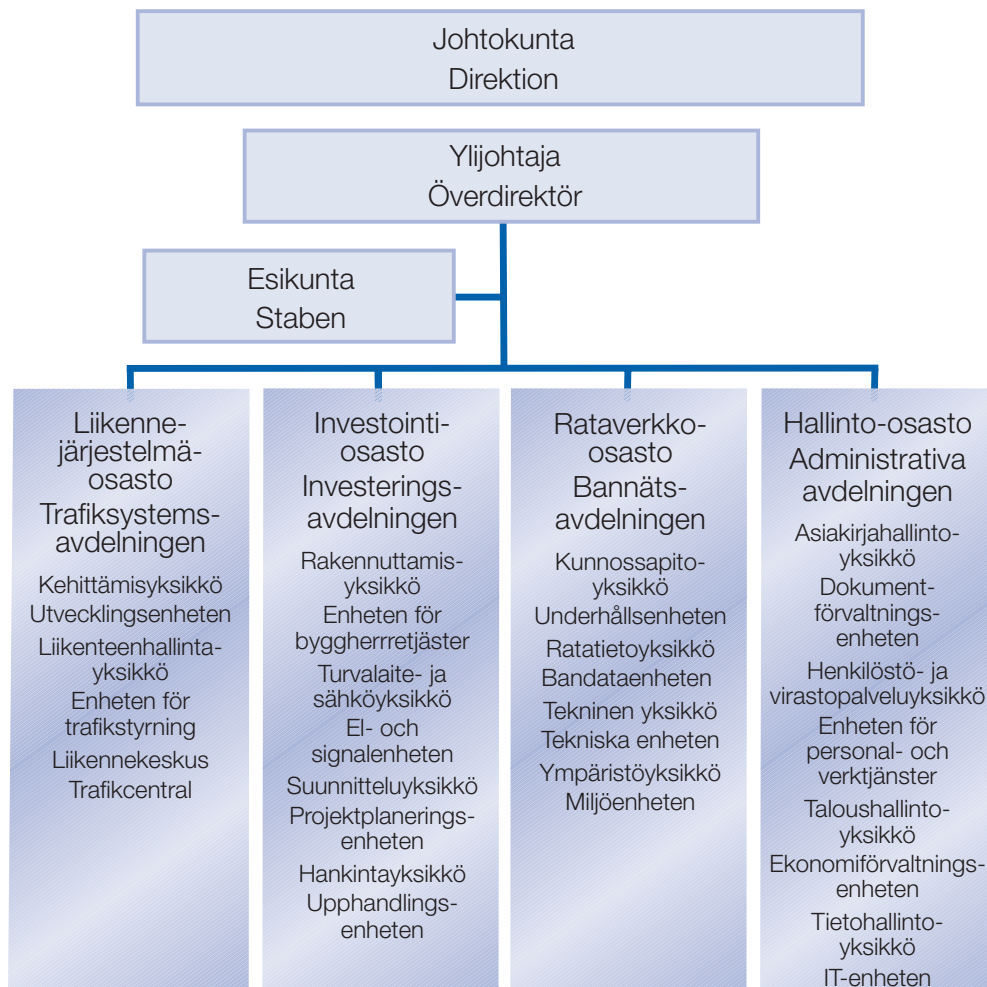 Johtokunta
Direktion
Ylijohtaja
Överdirektör
Esikunta
Staben
Liikenne-
järjestelmä-
osasto
Trafiksystems-
avdelningen
Kehittämisyksikkö
Utvecklingsenheten
Liikenteenhallinta-
yksikkö
Enheten för
trafikstyrning
Liikennekeskus
Trafikcentral
Investointi-
osasto
Investerings-
avdelningen
Rakennuttamis-
yksikkö
Enheten för
byggherrretjäster
Turvalaite- ja
sähköyksikkö
El- och
signalenheten
Suunnitteluyksikkö
Projektplanerings-
enheten
Hankintayksikkö
Upphandlings-
enheten
Rataverkko-
osasto
Bannäts-
avdelningen
Kunnossapito-
yksikkö
Underhållsenheten
Ratatietoyksikkö
Bandataenheten
Tekninen yksikkö
Tekniska enheten
Ympäristöyksikkö
Miljöenheten
Hallinto-osasto
Administrativa
avdelningen
Asiakirjahallinto-
yksikkö
Dokument-
förvaltnings-
enheten
Henkilöstö- ja
virastopalveluyksikkö
Enheten för
personal- och
verktjänster
Taloushallinto-
yksikkö
Ekonomiförvaltnings-
enheten
Tietohallinto-
yksikkö
IT-enheten